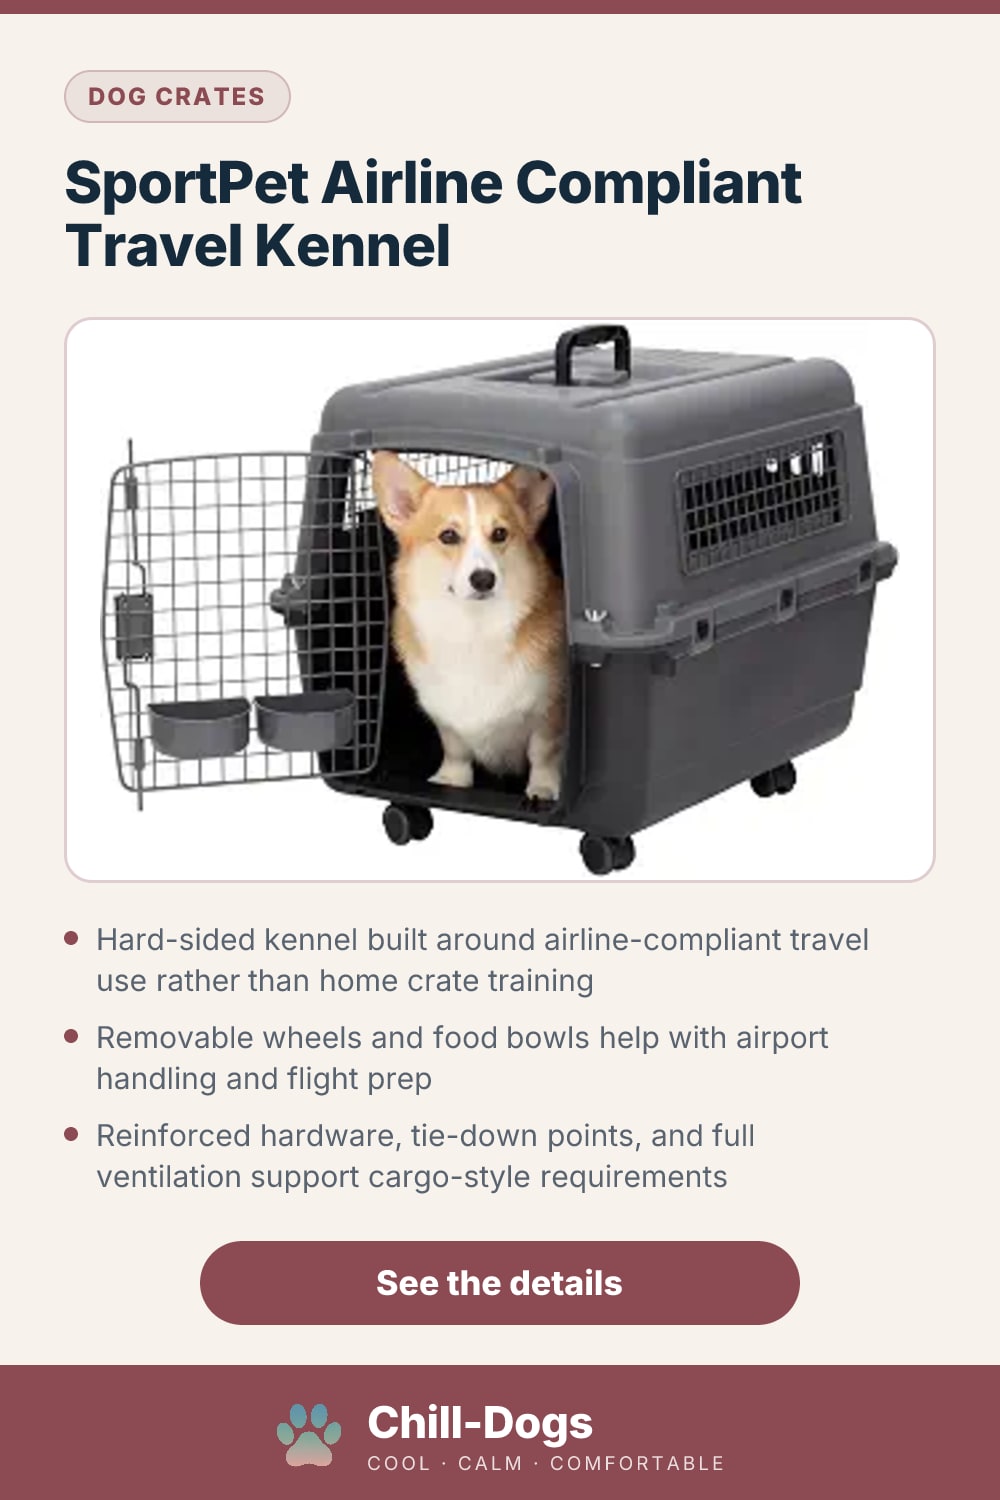 DOG CRATES
SportPet Airline Compliant
Travel Kennel
Hard-sided kennel built around airline-compliant travel
use rather than home crate training
Removable wheels and food bowls help with airport
handling and flight prep
Reinforced hardware, tie-down points, and full
ventilation support cargo-style requirements
See the details
Chill-Dogs
COOL · CALM · COMFORTABLE